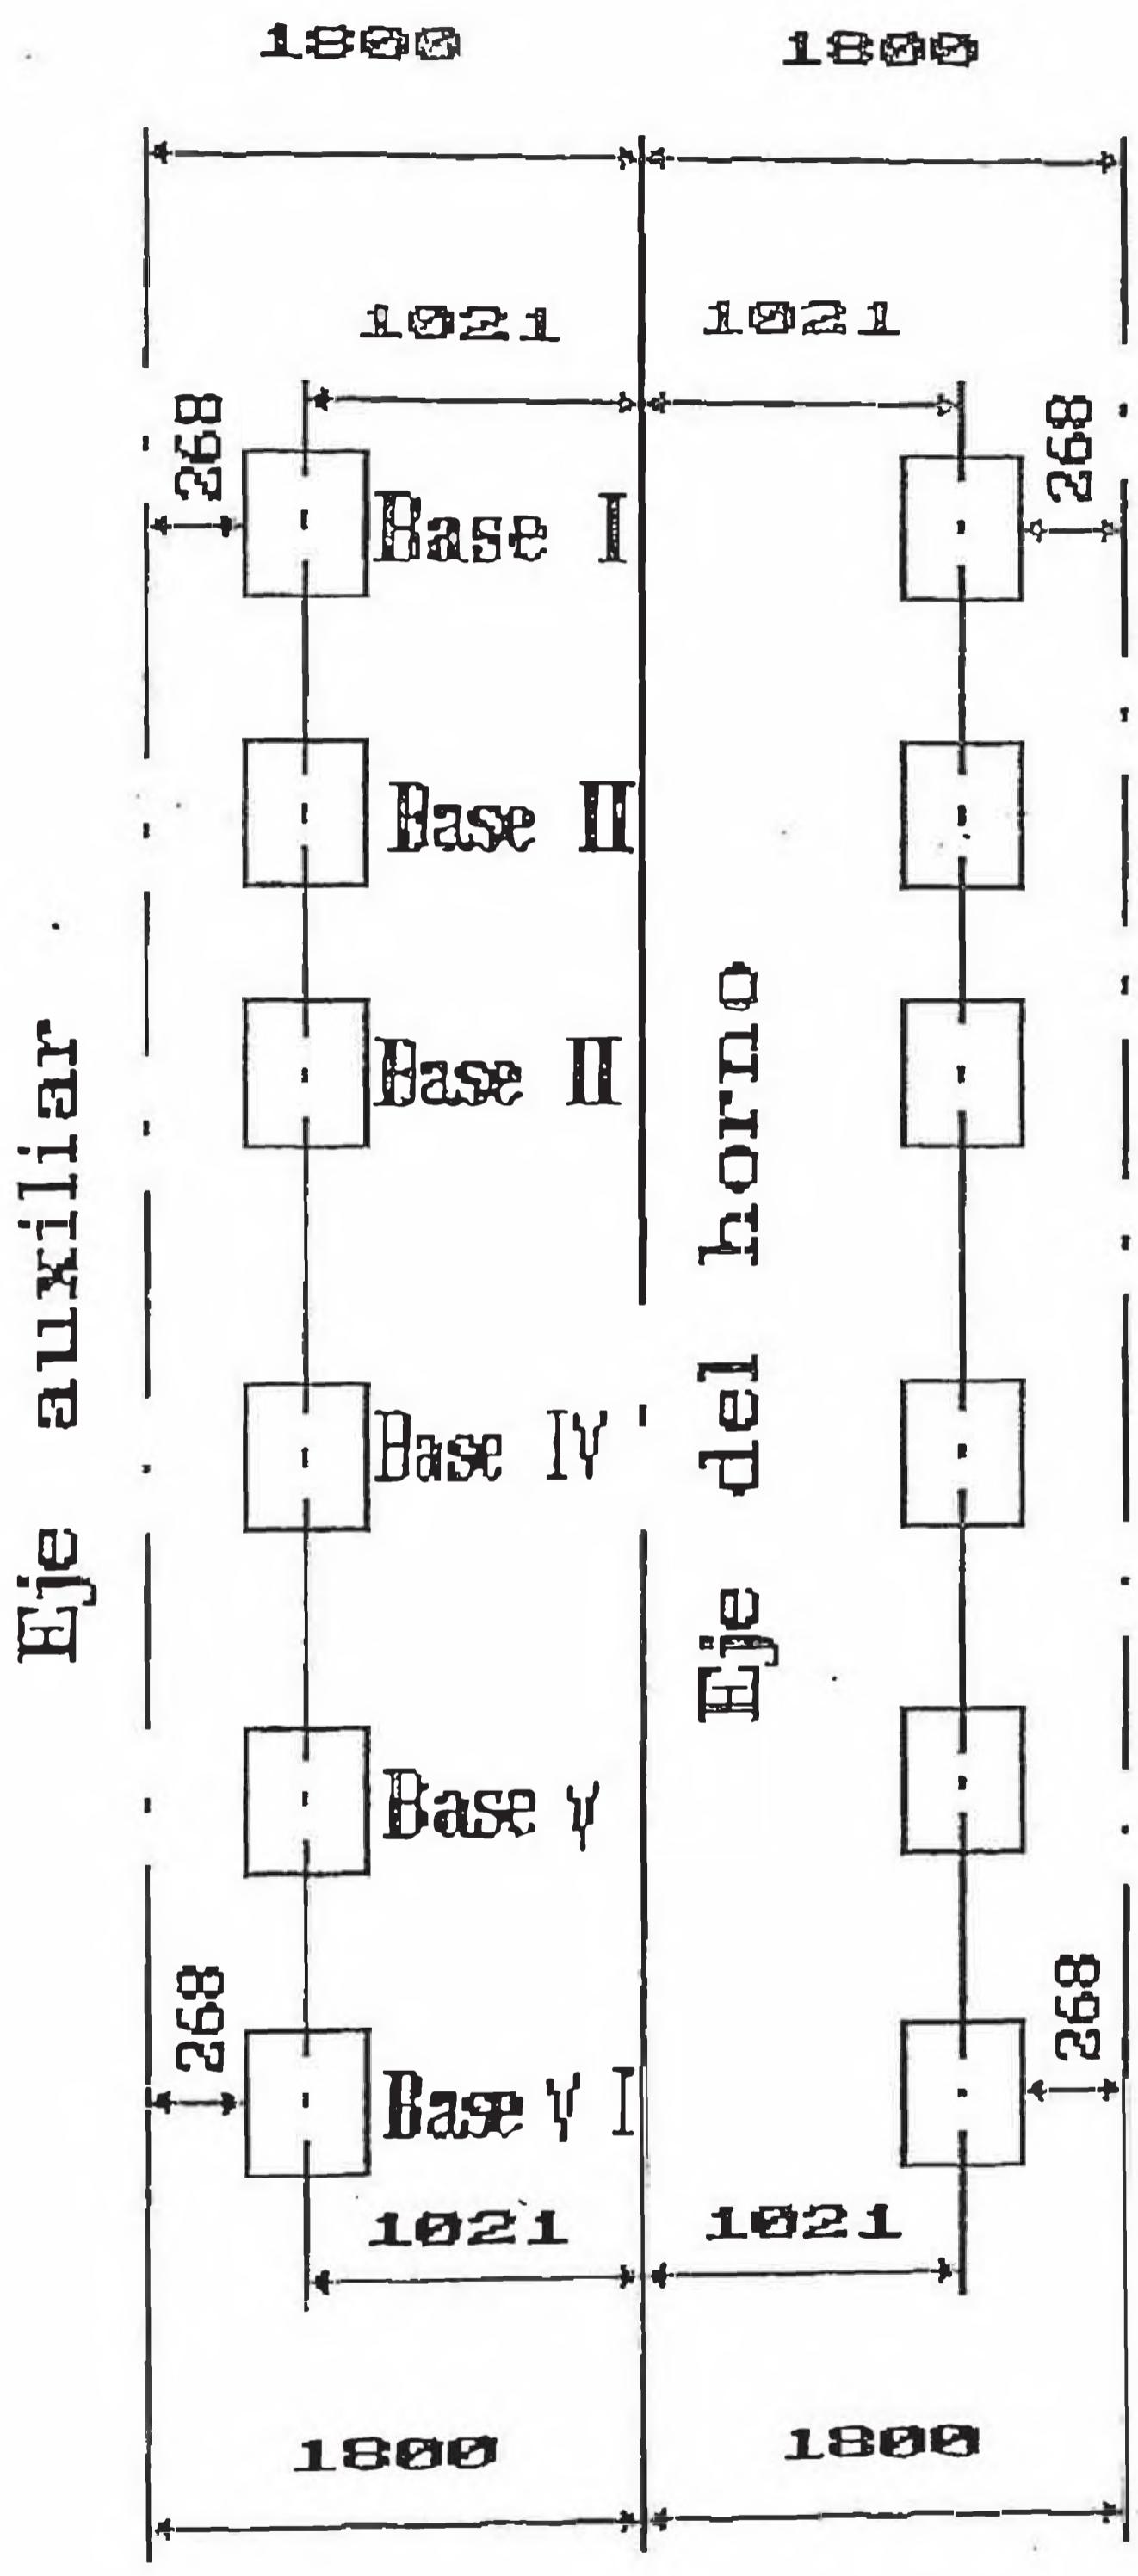 1800 1800
1021 1021
268 268
Base I
Base II
Base II
Eje auxiliar
Eje del horno
Base IV
Base V
268 268
Base V I
1021 1021
1800 1800